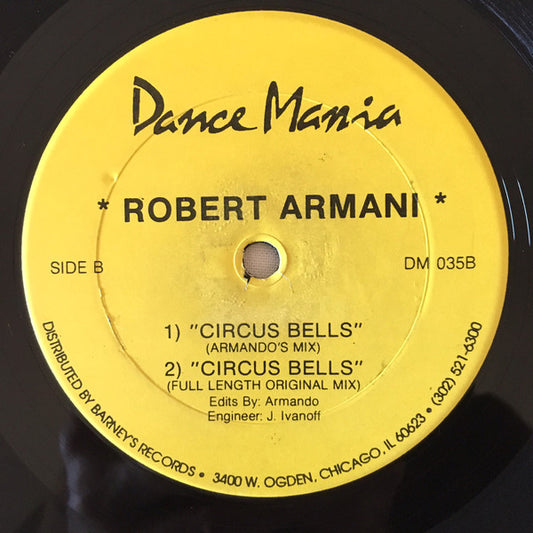 Dance Mania
* ROBERT ARMANI *
SIDE B
DM 035B
1) "CIRCUS BELLS"
(ARMANDO'S MIX)
2) "CIRCUS BELLS"
(FULL LENGTH ORIGINAL MIX)
Edits By: Armando
Engineer: J. Ivanoff
DISTRIBUTED BY BARNEY'S RECORDS • 3400 W. OGDEN, CHICAGO, IL 60623 • (302) 521-6300